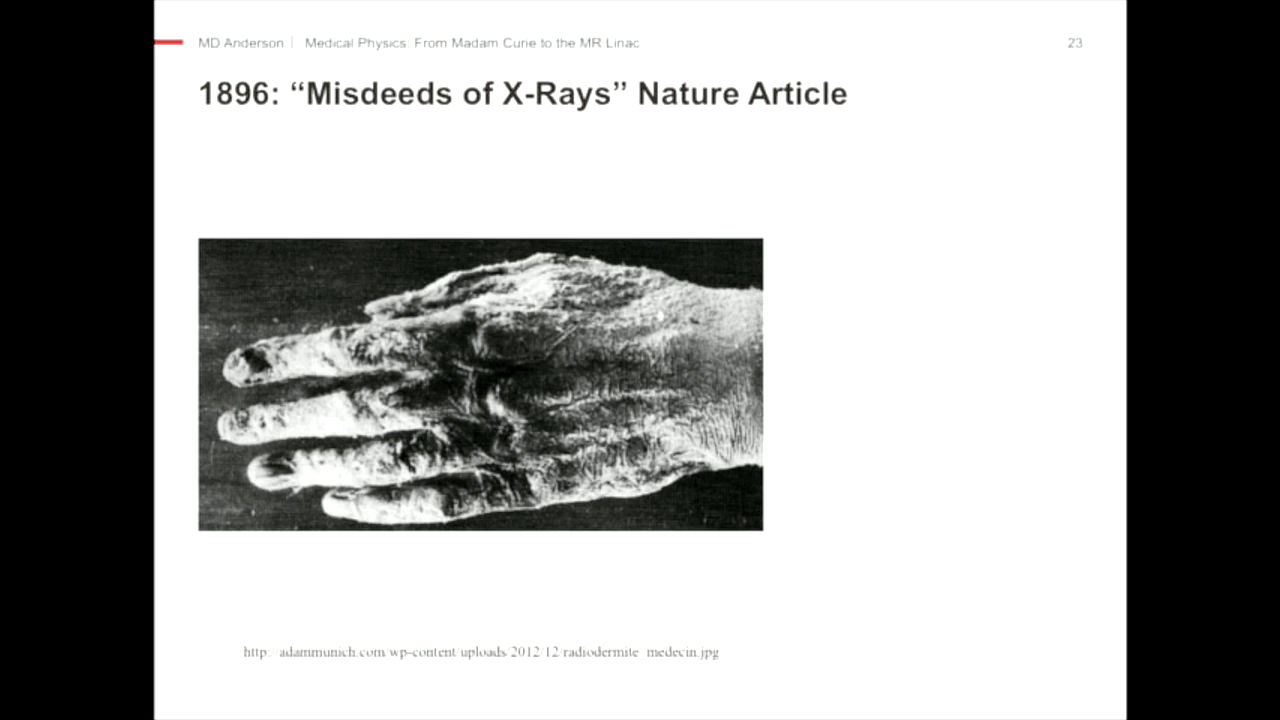 MD Anderson | Medical Physics: From Madam Curie to the MR Linac
23
1896: “Misdeeds of X-Rays” Nature Article
http://adammunich.com/wp-content/uploads/2012/12/radiodermite_medecin.jpg